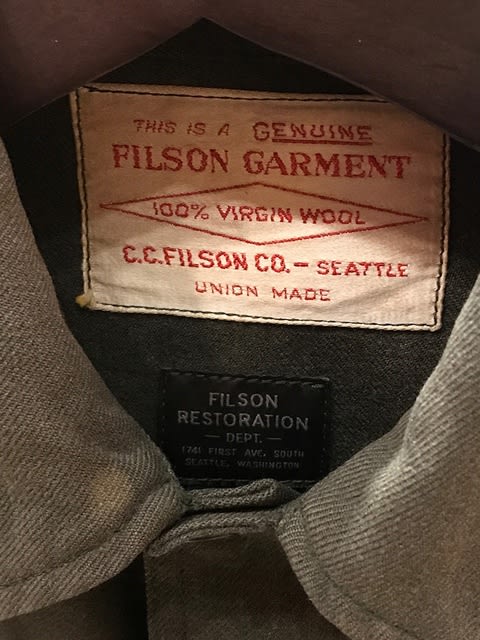 THIS IS A GENUINE
FILSON GARMENT
100% VIRGIN WOOL
C.C.FILSON CO.– SEATTLE
UNION MADE
FILSON
RESTORATION
— DEPT. —
1741 FIRST AVE. SOUTH
SEATTLE, WASHINGTON